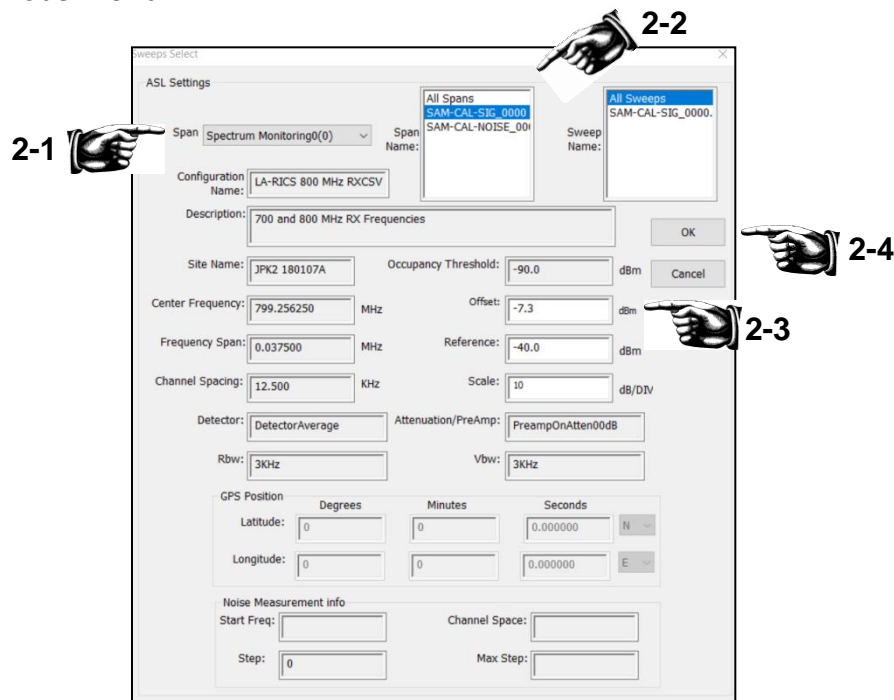 2-2
Sweeps Select
ASL Settings
2-1
Span
Spectrum Monitoring0(0)
Span Name:
All Spans
SAM-CAL-SIG_0000
SAM-CAL-NOISE_00
Sweep Name:
All Sweeps
SAM-CAL-SIG_0000.
Configuration Name:
LA-RICS 800 MHz RXCSV
Description:
700 and 800 MHz RX Frequencies
OK
2-4
Site Name:
JPK2 180107A
Occupancy Threshold:
-90.0
dBm
Cancel
Center Frequency:
799.256250
MHz
Offset:
-7.3
dBm
2-3
Frequency Span:
0.037500
MHz
Reference:
-40.0
dBm
Channel Spacing:
12.500
KHz
Scale:
10
dB/DIV
Detector:
DetectorAverage
Attenuation/PreAmp:
PreampOnAtten00dB
Rbw:
3KHz
Vbw:
3KHz
GPS Position
Degrees
Minutes
Seconds
Latitude:
0
0
0.000000
N
Longitude:
0
0
0.000000
E
Noise Measurement info
Start Freq:
Channel Space:
Step:
0
Max Step: